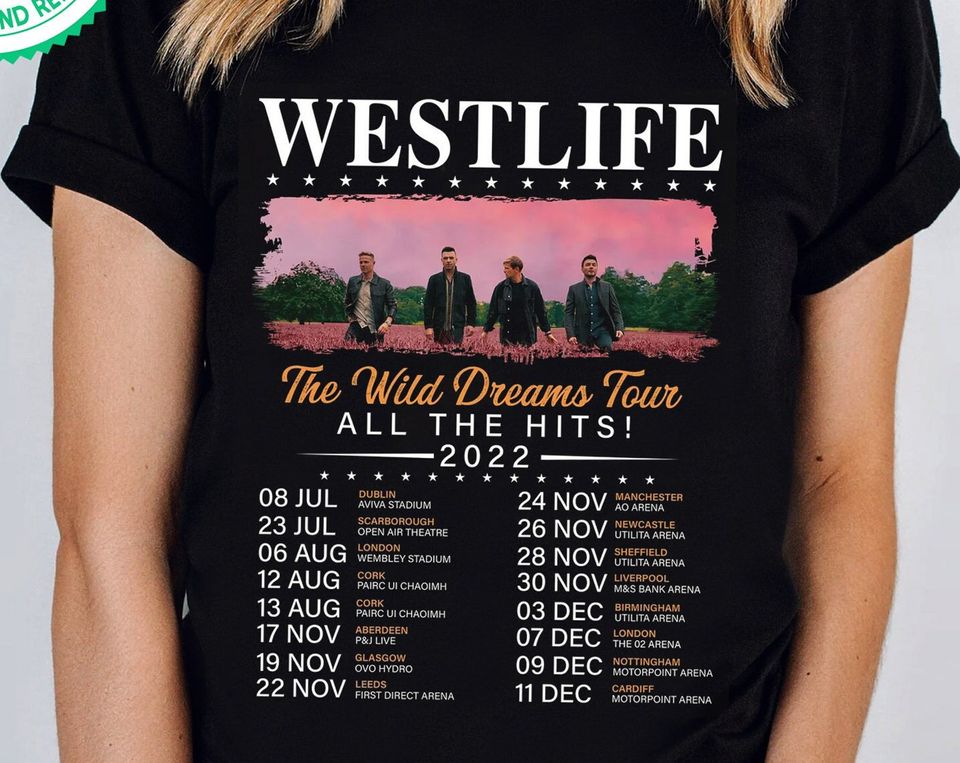 WESTLIFE
The Wild Dreams Tour
ALL THE HITS!
2022
08 JUL DUBLIN
AVIVA STADIUM
23 JUL SCARBOROUGH
OPEN AIR THEATRE
06 AUG LONDON
WEMBLEY STADIUM
12 AUG CORK
PAIRC UI CHAOIMH
13 AUG CORK
PAIRC UI CHAOIMH
17 NOV ABERDEEN
P&J LIVE
19 NOV GLASGOW
OVO HYDRO
22 NOV LEEDS
FIRST DIRECT ARENA
24 NOV MANCHESTER
AO ARENA
26 NOV NEWCASTLE
UTILITA ARENA
28 NOV SHEFFIELD
UTILITA ARENA
30 NOV LIVERPOOL
M&S BANK ARENA
03 DEC BIRMINGHAM
UTILITA ARENA
07 DEC LONDON
THE 02 ARENA
09 DEC NOTTINGHAM
MOTORPOINT ARENA
11 DEC CARDIFF
MOTORPOINT ARENA